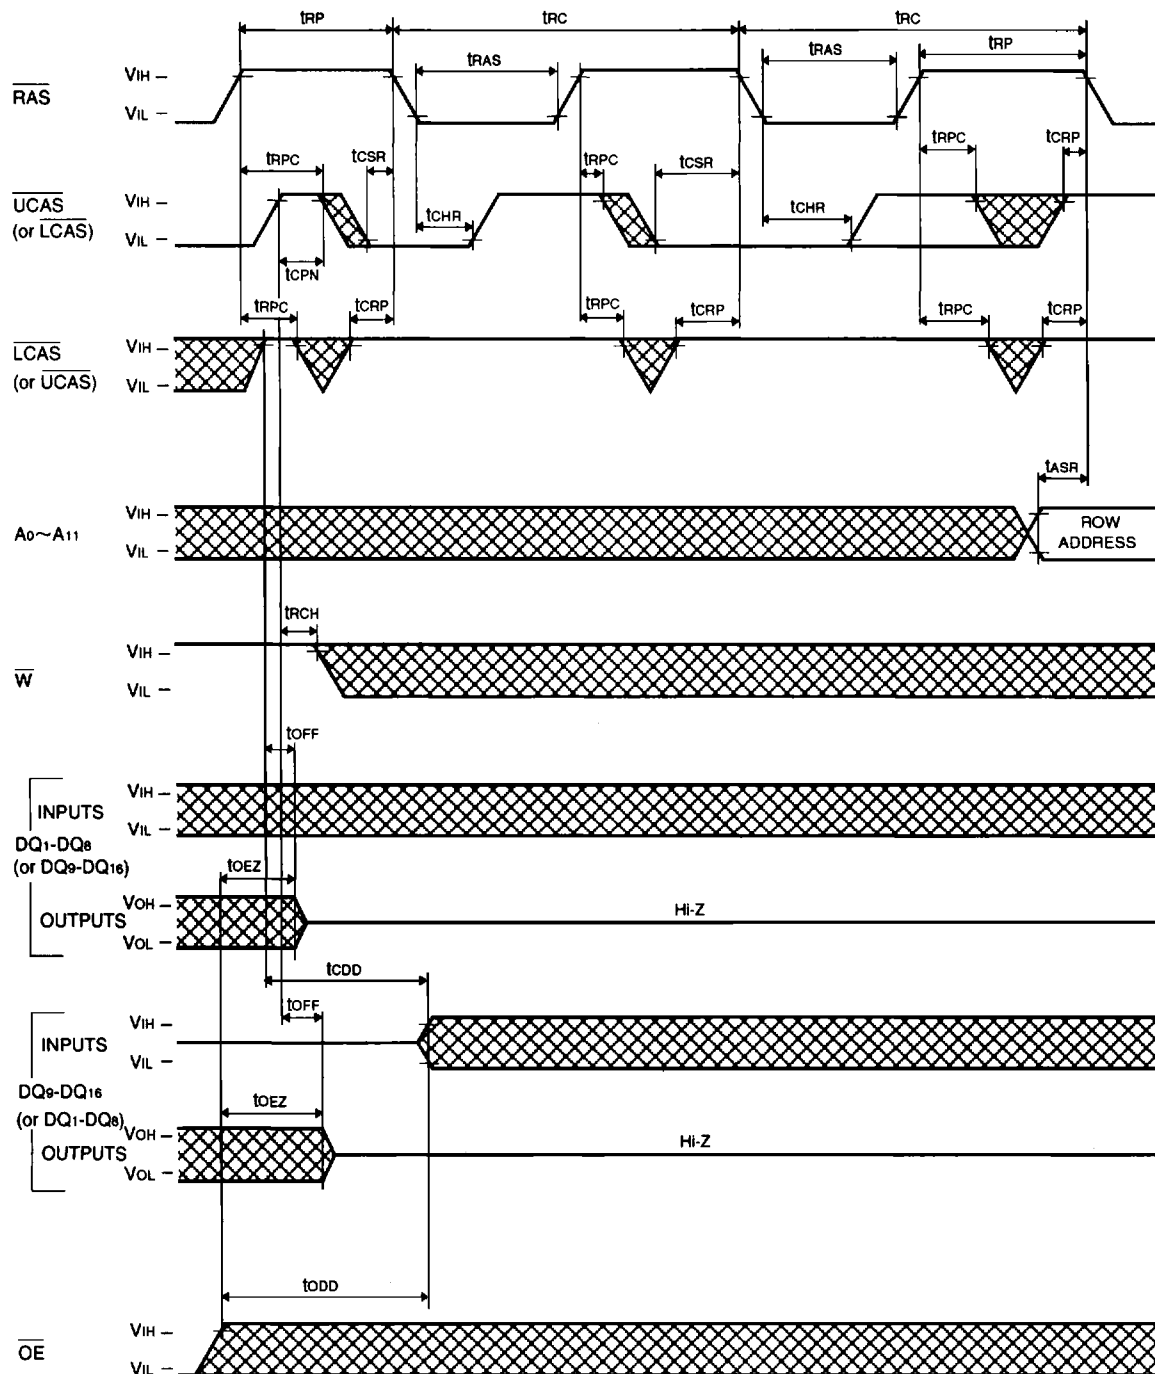 tRP tRC tRC
tRAS tRAS tRP
VIH
RAS
VIL
tRPC tCSR tRPC tCSR tRPC tCRP
UCAS VIH
(or LCAS) VIL
tCHR tCHR
tCPN
tRPC tCRP tRPC tCRP tRPC tCRP
LCAS VIH
(or UCAS) VIL
tASR
VIH
A0~A11 ROW
VIL ADDRESS
tRCH
VIH
W
VIL
tOFF
VIH
INPUTS
VIL
DQ1-DQ8
(or DQ9-DQ16)
tOEZ
VOH Hi-Z
OUTPUTS
VOL
tCDD
tOFF
VIH
INPUTS
VIL
DQ9-DQ16
(or DQ1-DQ8)
tOEZ
VOH Hi-Z
OUTPUTS
VOL
tODD
VIH
OE
VIL